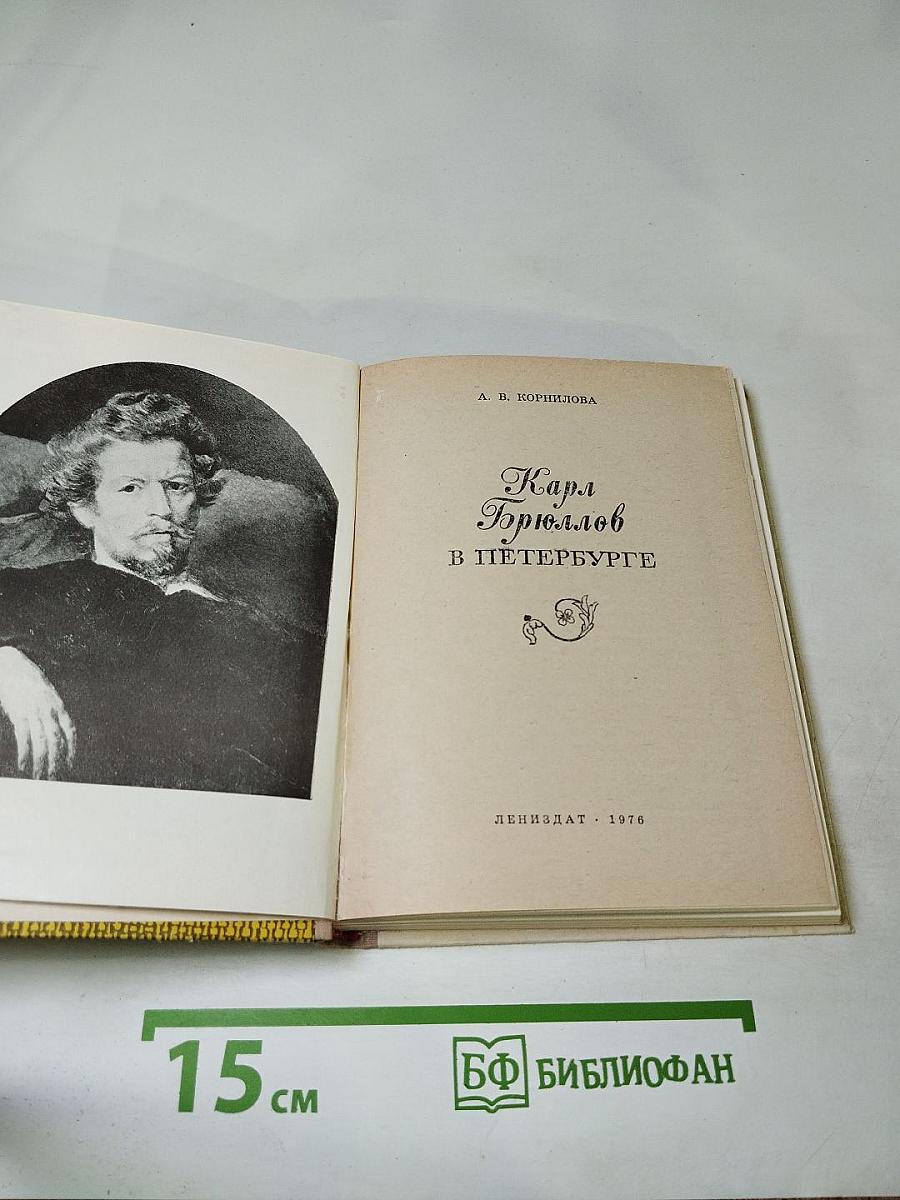 А. В. КОРНИЛОВА
Карл
Брюллов
В ПЕТЕРБУРГЕ
ЛЕНИЗДАТ · 1976
15 см
БФ БИБЛИОФАН